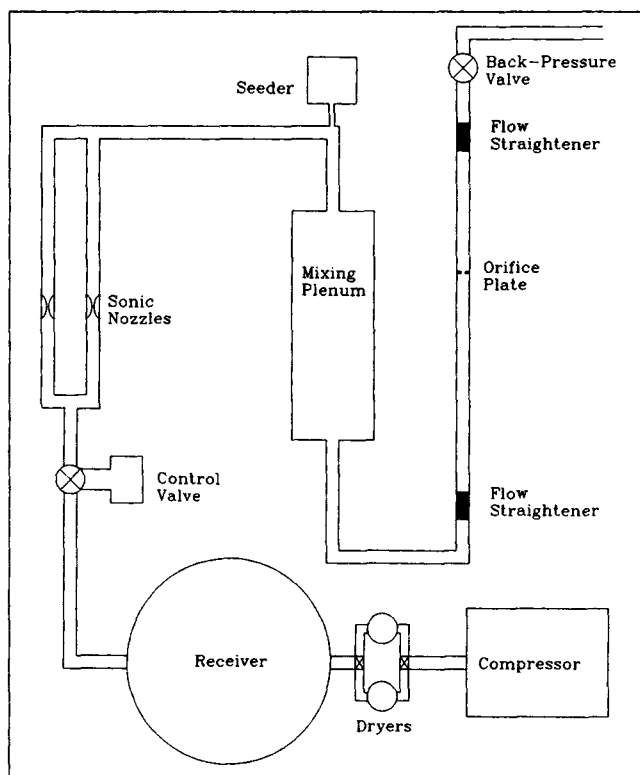 Seeder
Back-Pressure
Valve
Flow
Straightener
Mixing
Plenum
Orifice
Plate
Sonic
Nozzles
Control
Valve
Flow
Straightener
Receiver
Compressor
Dryers